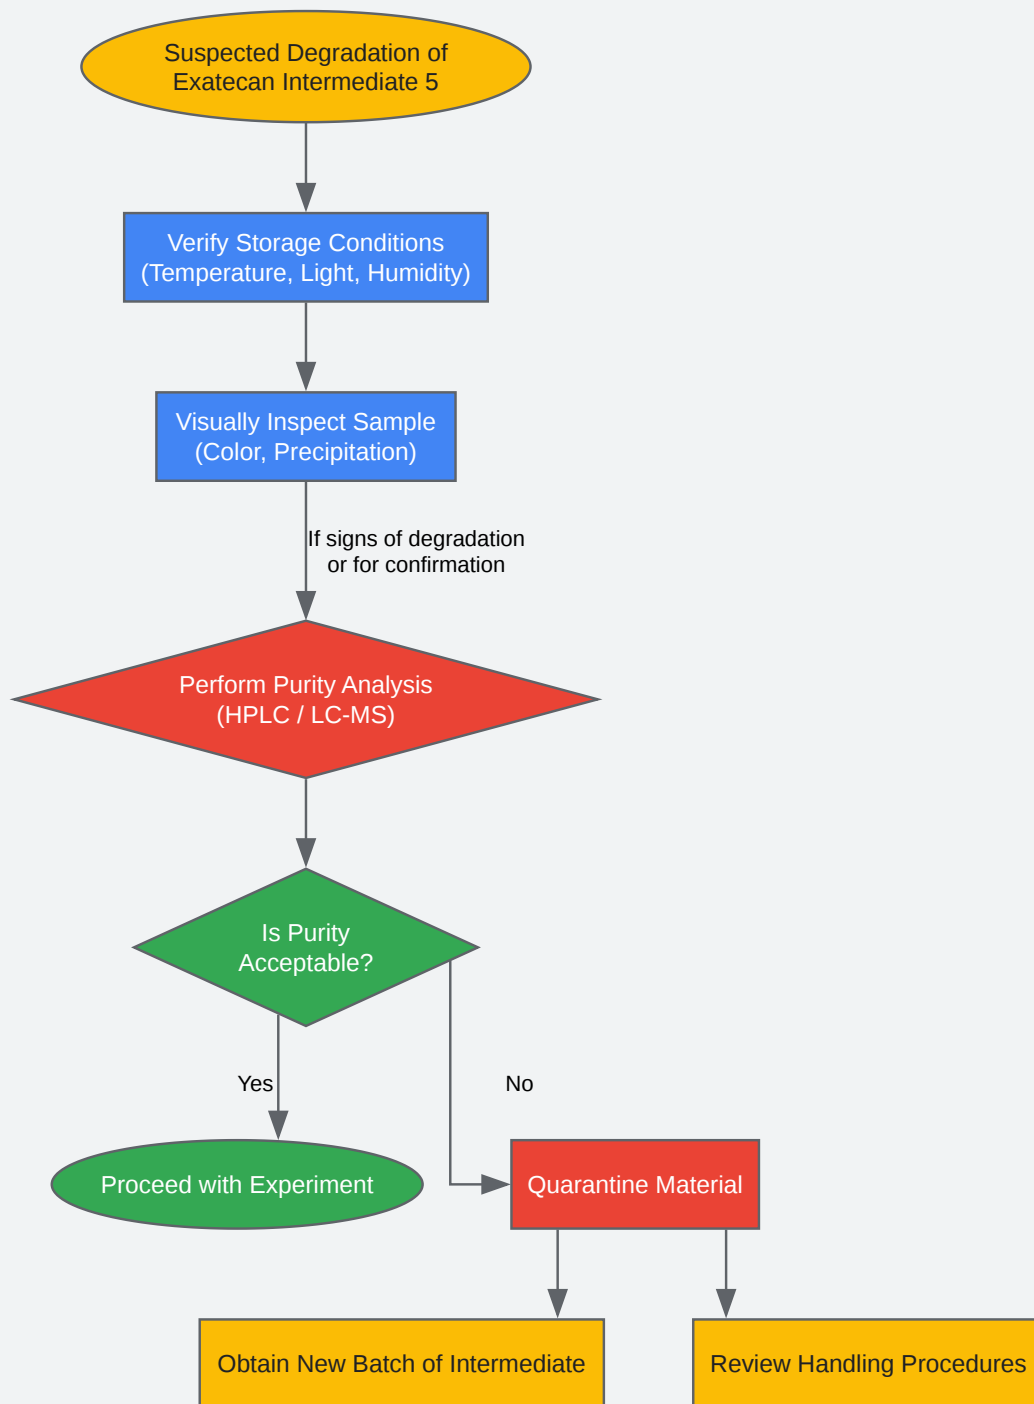 Suspected Degradation of
Exatecan Intermediate 5
Verify Storage Conditions
(Temperature, Light, Humidity)
Visually Inspect Sample
(Color, Precipitation)
If signs of degradation
or for confirmation
Perform Purity Analysis
(HPLC / LC-MS)
Is Purity
Acceptable?
Yes
No
Proceed with Experiment
Quarantine Material
Obtain New Batch of Intermediate
Review Handling Procedures